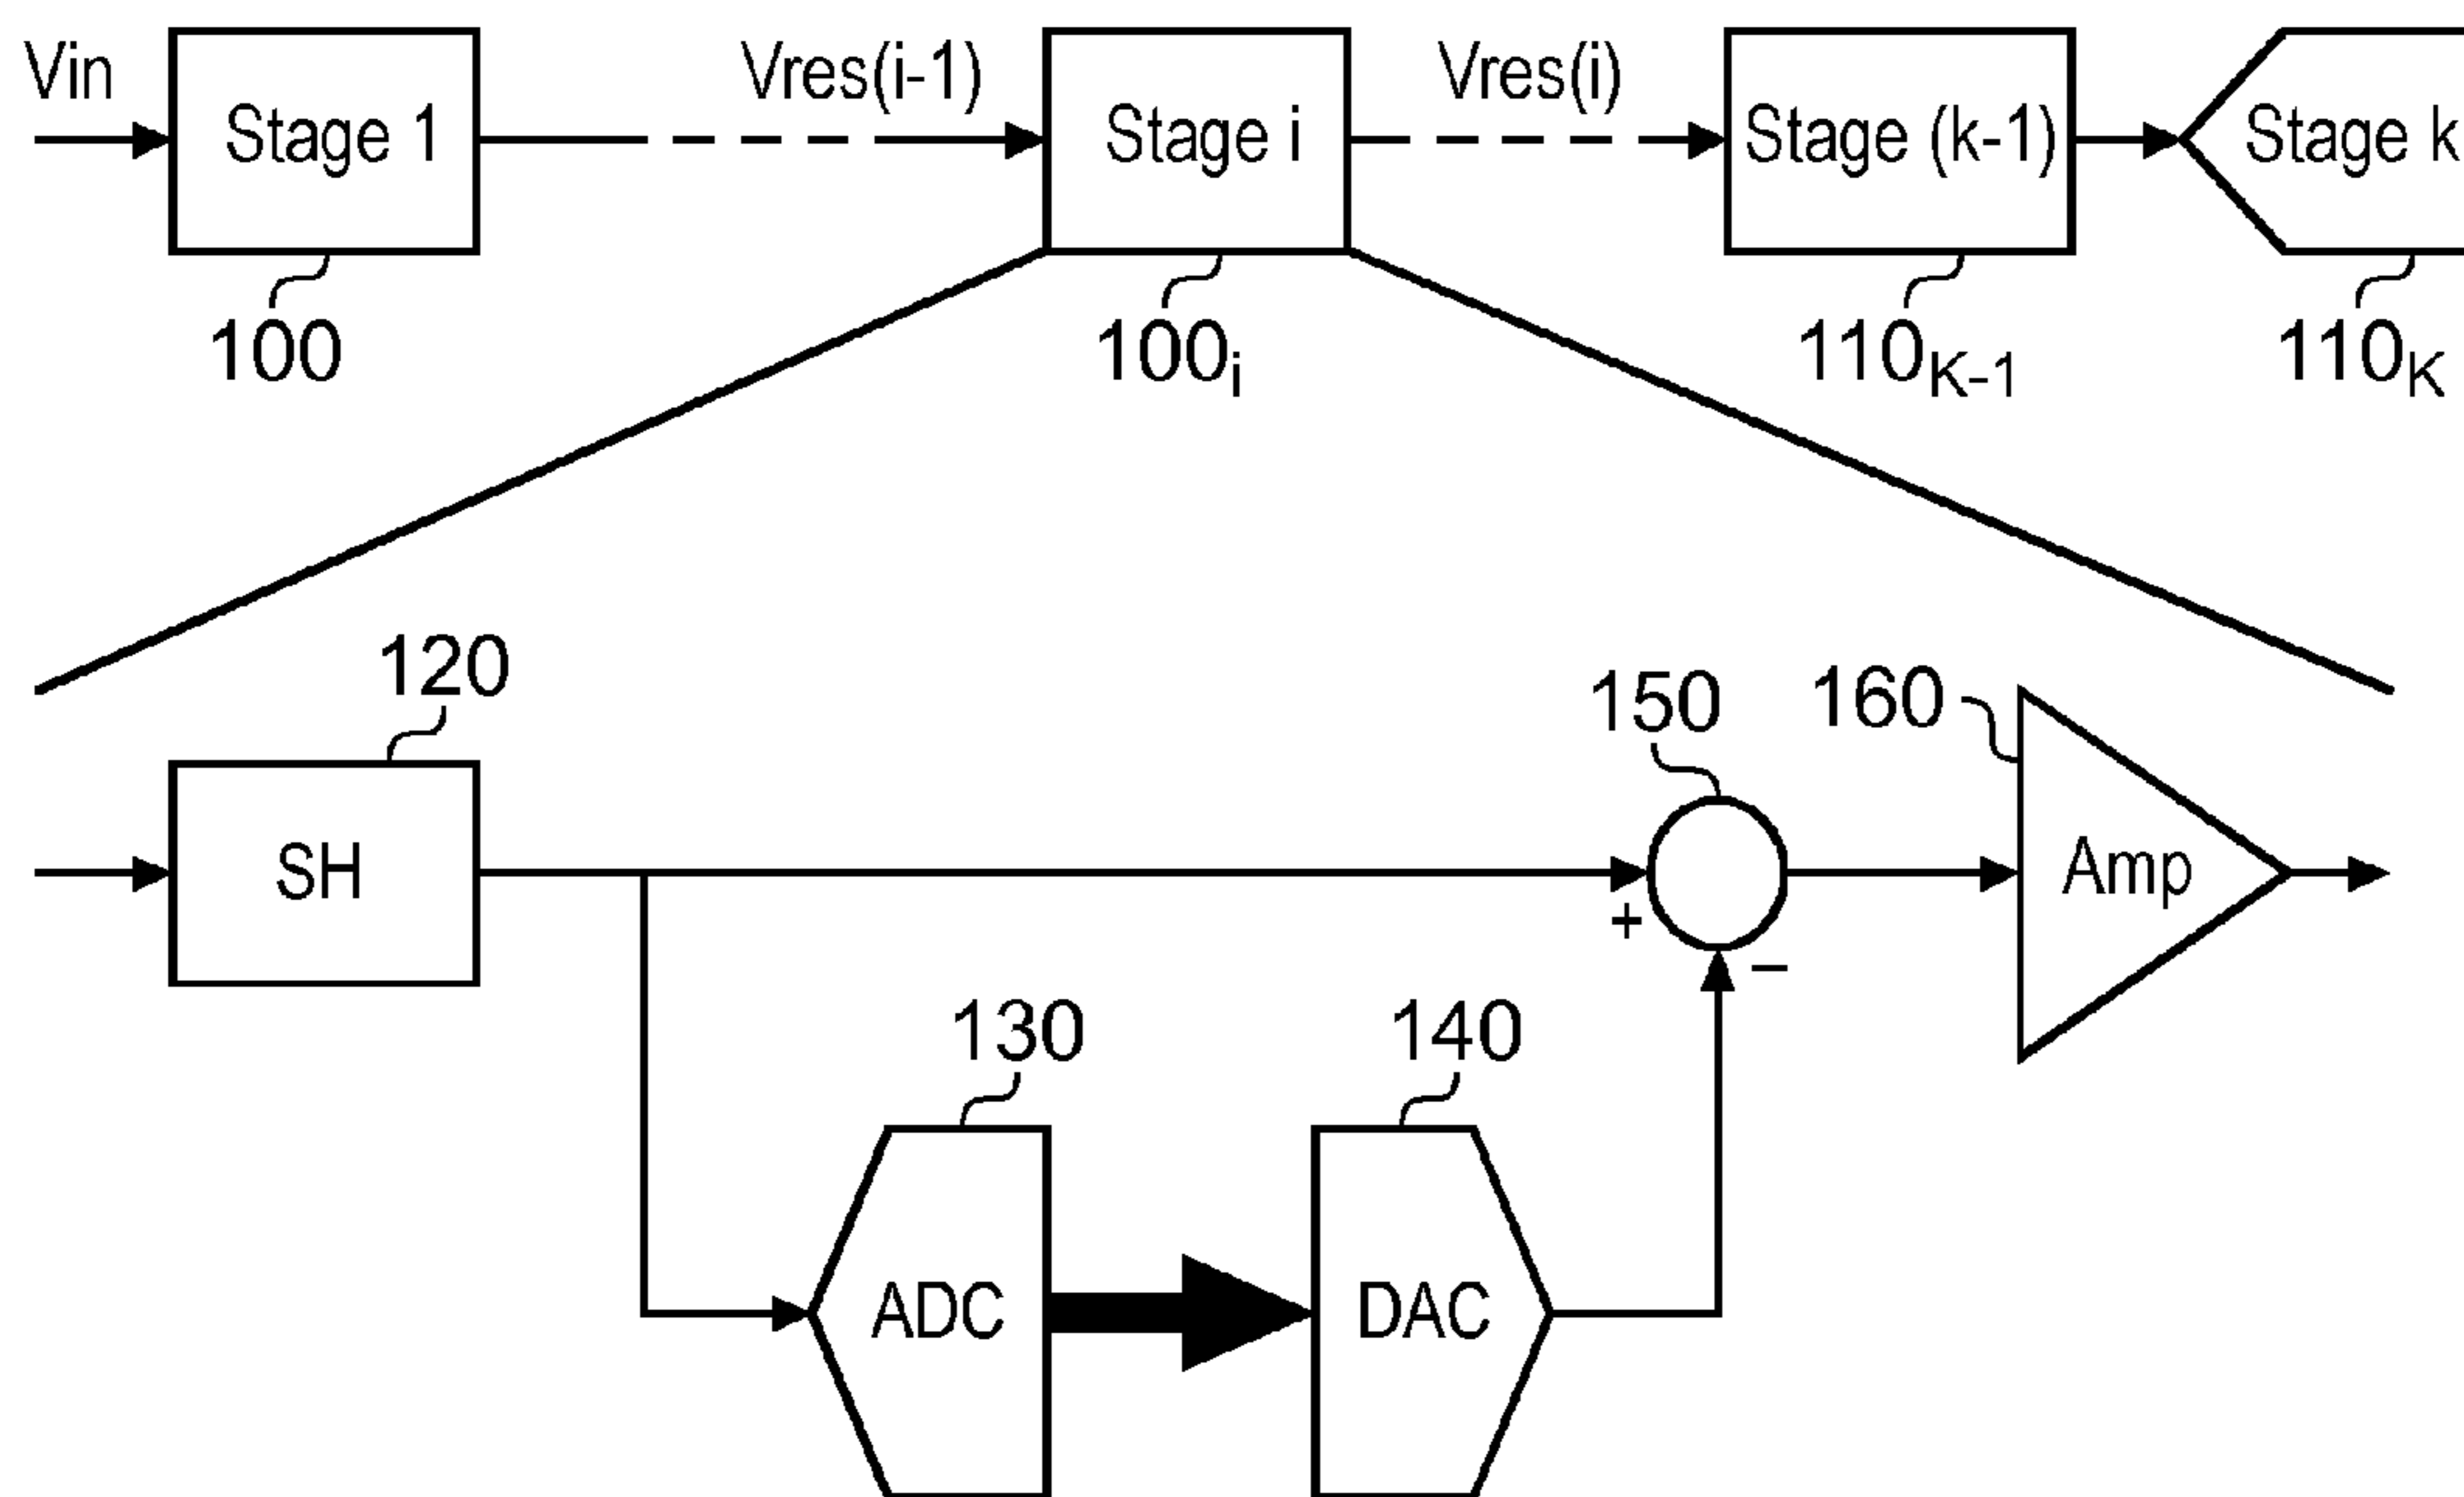 Vin
Stage 1
Vres(i-1)
Stage i
Vres(i)
Stage (k-1)
Stage k
100
100i
110K-1
110K
120
150
160
SH
+
−
Amp
130
140
ADC
DAC